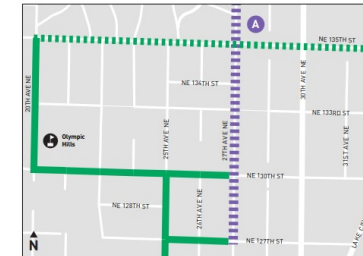 A
NE 135TH ST
20TH AVE NE
NE 134TH ST
30TH AVE NE
NE 133RD ST
25TH AVE NE
27TH AVE NE
31ST AVE NE
Olympic
Hills
NE 130TH ST
26TH AVE NE
NE 128TH ST
NE 127TH ST
LAKE CI
N